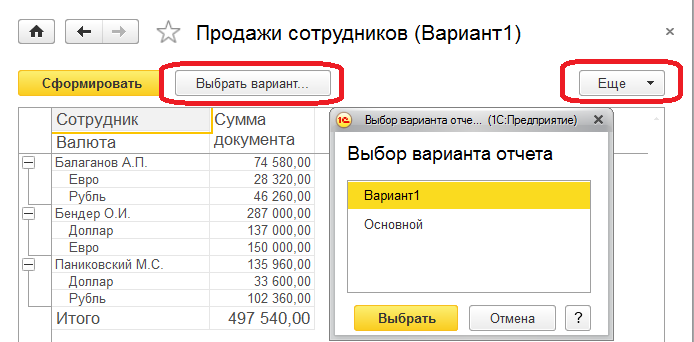 Продажи сотрудников (Вариант1)
Сформировать Выбрать вариант... Еще
Сотрудник Сумма документа
Валюта
Балаганов А.П. 74 580,00
Евро 28 320,00
Рубль 46 260,00
Бендер О.И. 287 000,00
Доллар 137 000,00
Евро 150 000,00
Паниковский М.С. 135 960,00
Доллар 33 600,00
Рубль 102 360,00
Итого 497 540,00
1С Выбор варианта отче... (1С:Предприятие)
Выбор варианта отчета
Вариант1
Основной
Выбрать Отмена ?